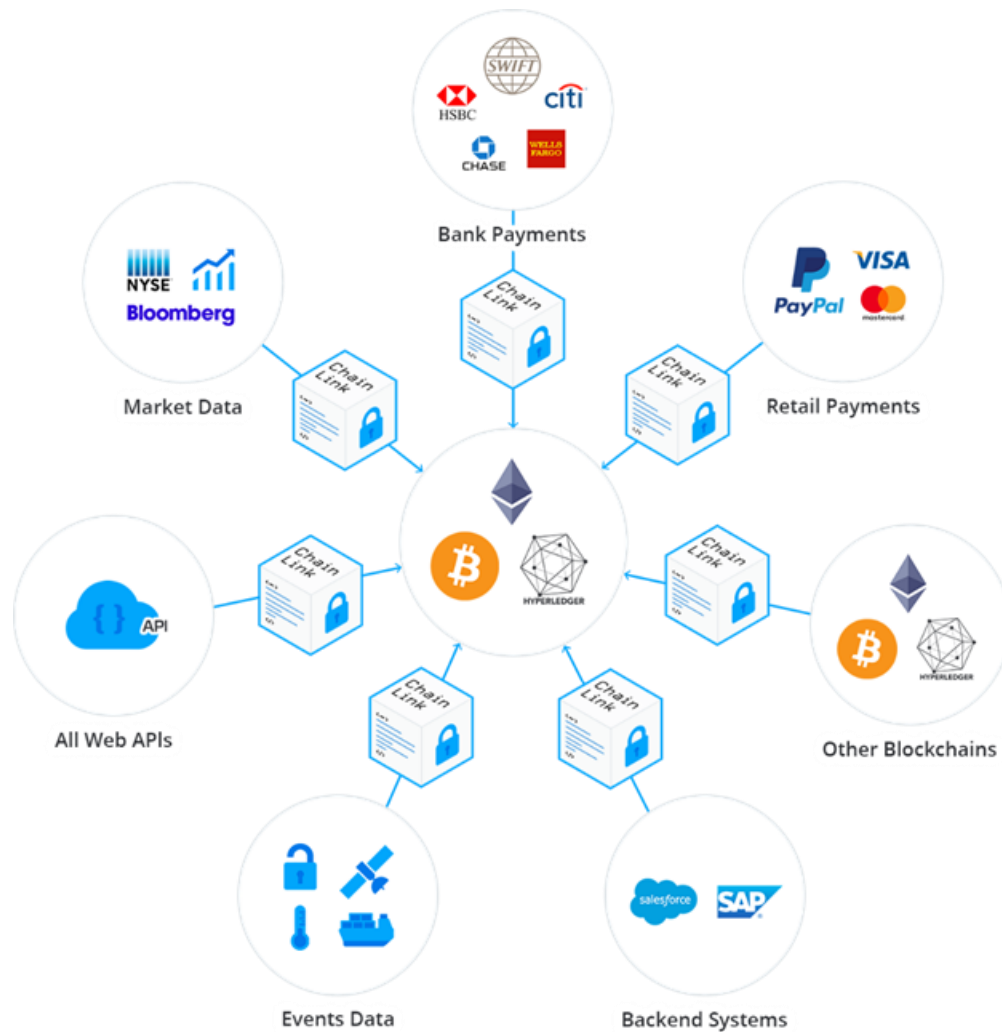 SWIFT
HSBC
citi
CHASE
WELLS
FARGO
Bank Payments
NYSE
Bloomberg
Market Data
PayPal
VISA
mastercard
Retail Payments
Chain
Link
</>
Chain
Link
</>
Chain
Link
</>
HYPERLEDGER
{ } API
All Web APIs
Chain
Link
</>
Chain
Link
</>
HYPERLEDGER
Other Blockchains
Chain
Link
</>
Chain
Link
</>
Events Data
salesforce
SAP
Backend Systems